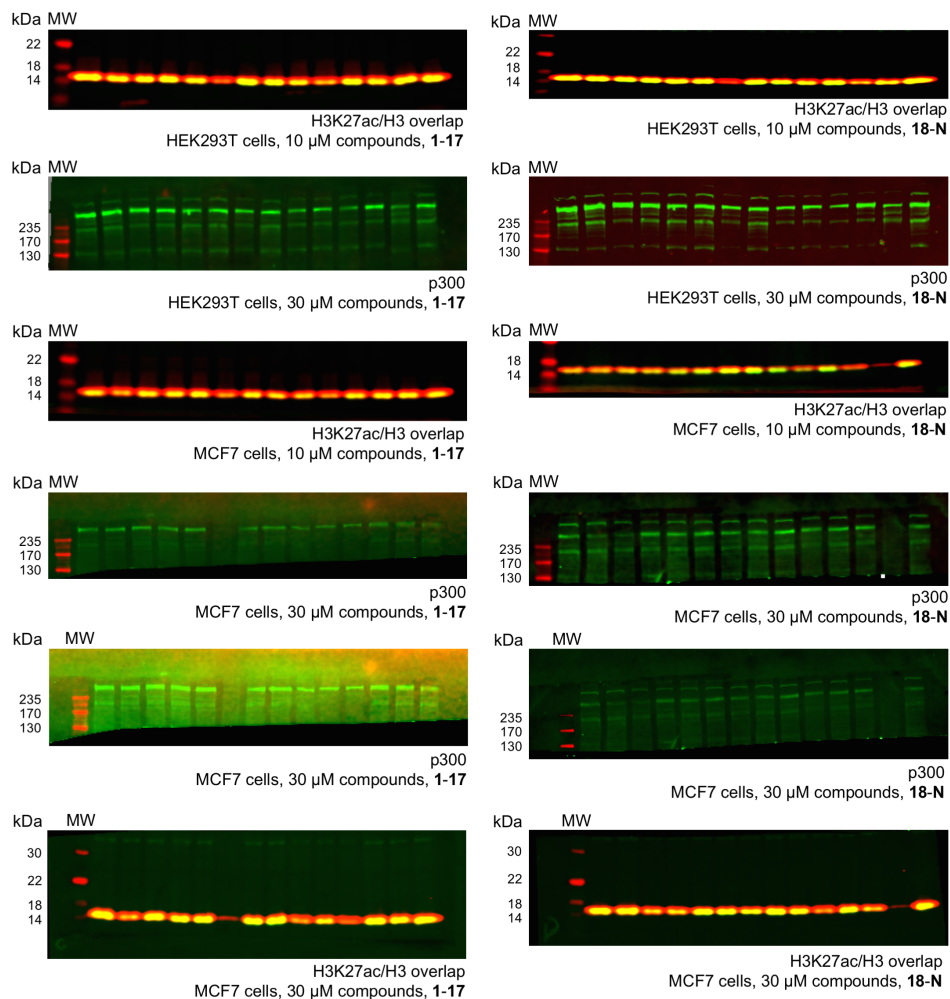 kDa MW
22
18
14
H3K27ac/H3 overlap
HEK293T cells, 10 µM compounds, 1-17
kDa MW
22
18
14
H3K27ac/H3 overlap
HEK293T cells, 10 µM compounds, 18-N
kDa MW
235
170
130
p300
HEK293T cells, 30 µM compounds, 1-17
kDa MW
235
170
130
p300
HEK293T cells, 30 µM compounds, 18-N
kDa MW
22
18
14
H3K27ac/H3 overlap
MCF7 cells, 10 µM compounds, 1-17
kDa MW
18
14
H3K27ac/H3 overlap
MCF7 cells, 10 µM compounds, 18-N
kDa MW
235
170
130
p300
MCF7 cells, 30 µM compounds, 1-17
kDa MW
235
170
130
p300
MCF7 cells, 30 µM compounds, 18-N
kDa MW
235
170
130
p300
MCF7 cells, 30 µM compounds, 1-17
kDa MW
235
170
130
p300
MCF7 cells, 30 µM compounds, 18-N
kDa MW
30
22
18
14
H3K27ac/H3 overlap
MCF7 cells, 30 µM compounds, 1-17
kDa MW
30
22
18
14
H3K27ac/H3 overlap
MCF7 cells, 30 µM compounds, 18-N